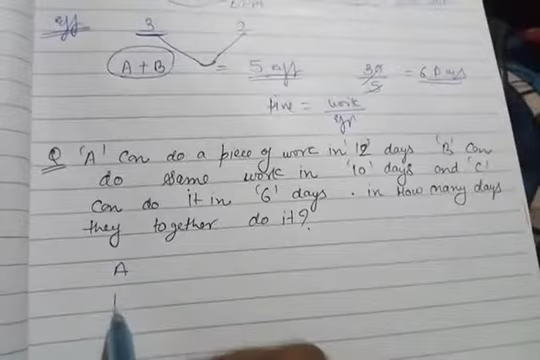 eff 3 2
A + B = 5 eff 30/5 = 6 Days
time = work/eff
Q 'A' can do a piece of work in '12' days 'B' can
do same work in '10' days and 'C'
can do it in '6' days . in How many days
they together do it?
A